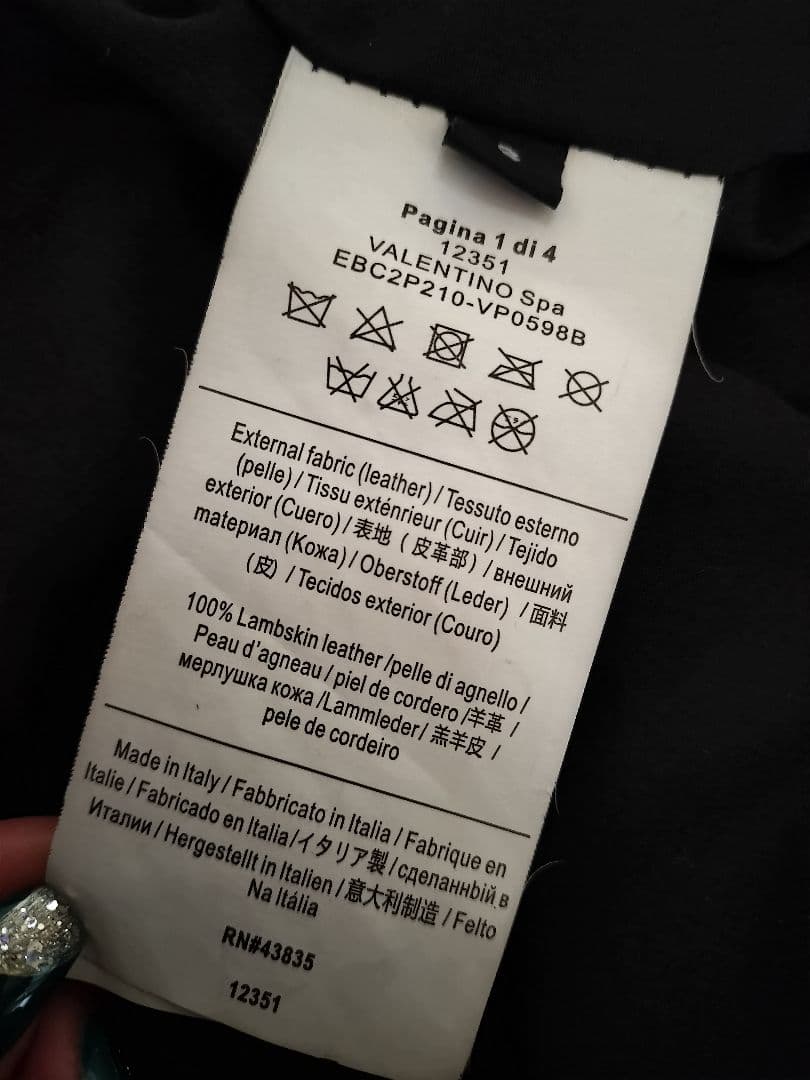 Pagina 1 di 4
12351
VALENTINO Spa
EBC2P210-VP0598B
External fabric (leather) / Tessuto esterno
(pelle) / Tissu exténrieur (Cuir) / Tejido
exterior (Cuero) / 表地 ( 皮革部 ) / внешний
материал (Кожа) / Oberstoff (Leder) / 面料
(皮) / Tecidos exterior (Couro)
100% Lambskin leather /pelle di agnello /
Peau d'agneau / piel de cordero /羊革 /
мерлушка кожа /Lammleder/ 羔羊皮 /
pele de cordeiro
Made in Italy / Fabbricato in Italia / Fabrique en
Italie / Fabricado en Italia/イタリア製 / сделанhbiй в
Италии / Hergestellt in Italien / 意大利制造 / Felto
Na Itália
RN#43835
12351